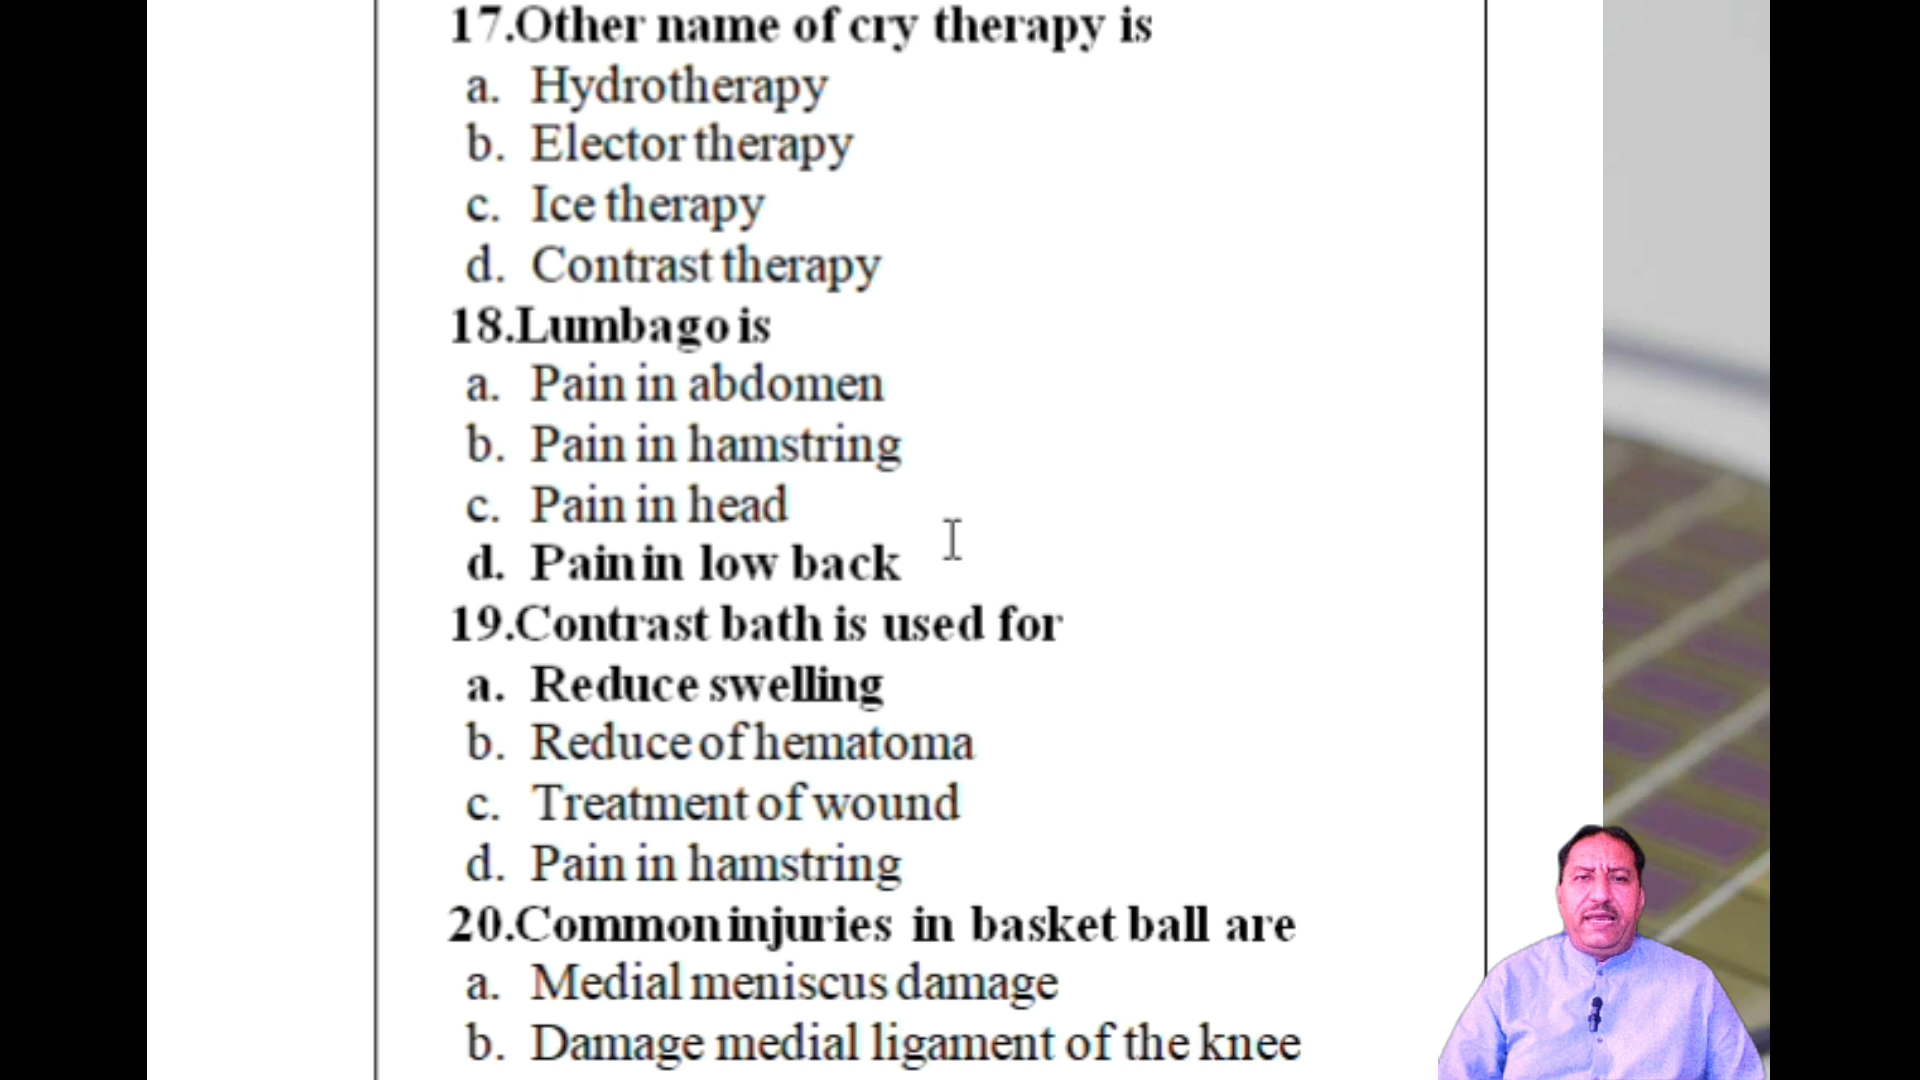 17.Other name of cry therapy is
a. Hydrotherapy
b. Elector therapy
c. Ice therapy
d. Contrast therapy
18.Lumbago is
a. Pain in abdomen
b. Pain in hamstring
c. Pain in head
d. Pain in low back
19.Contrast bath is used for
a. Reduce swelling
b. Reduce of hematoma
c. Treatment of wound
d. Pain in hamstring
20.Common injuries in basket ball are
a. Medial meniscus damage
b. Damage medial ligament of the knee